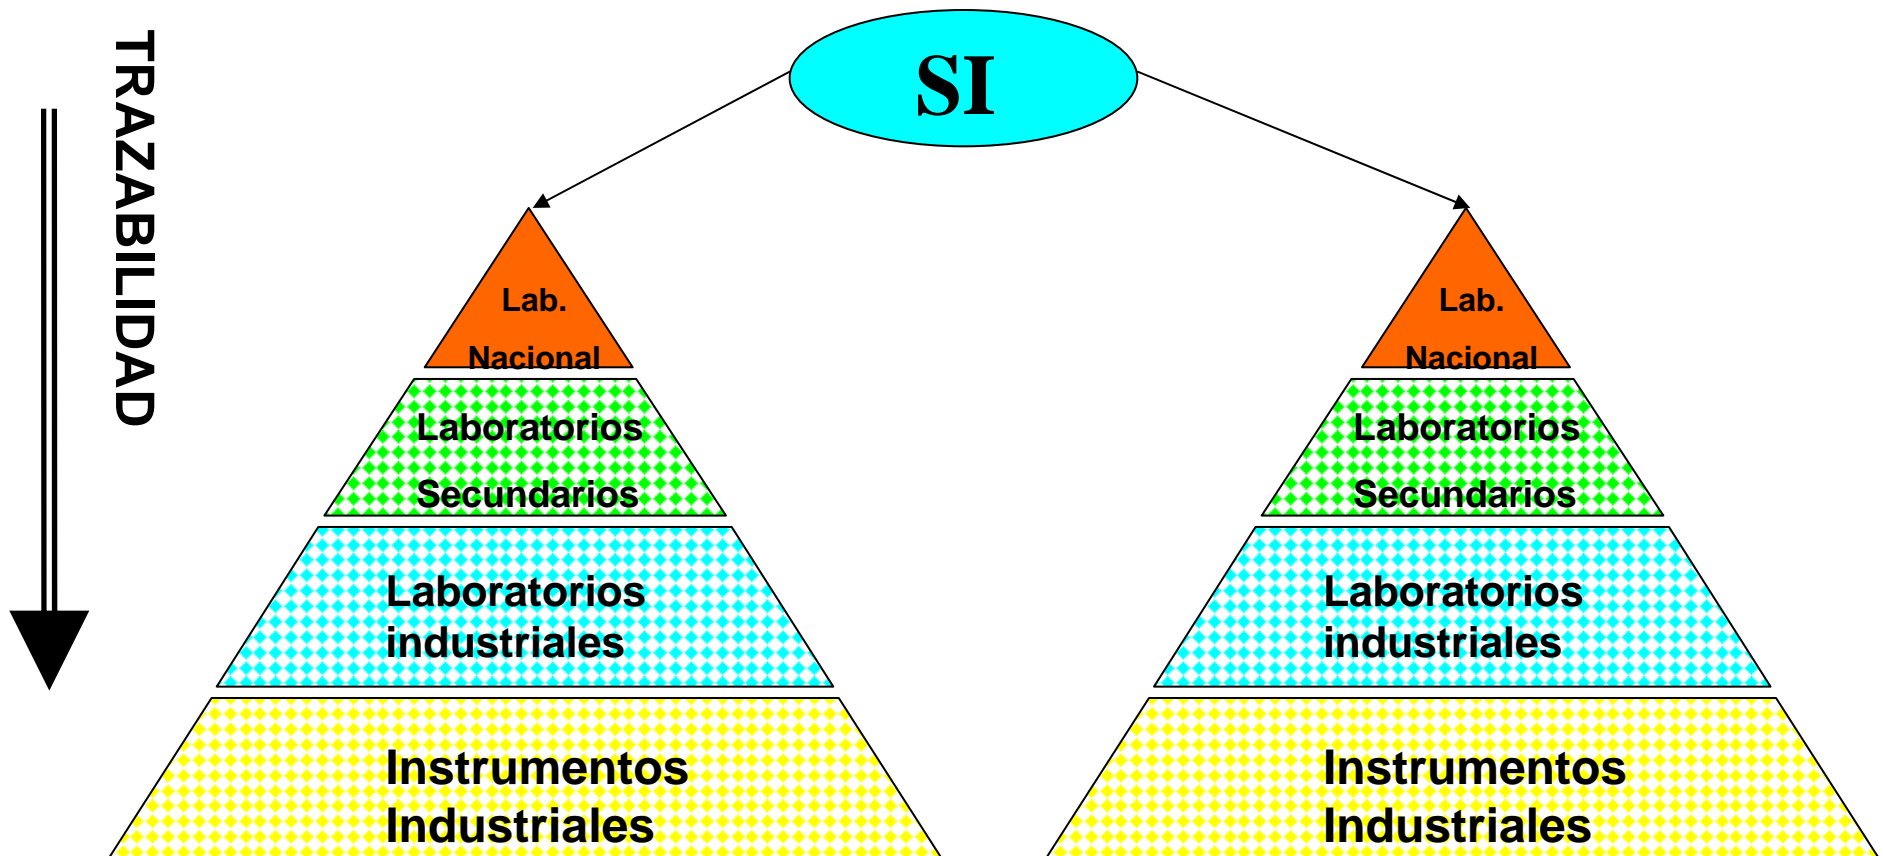 TRAZABILIDAD
SI
Lab.
Nacional
Laboratorios
Secundarios
Laboratorios
industriales
Instrumentos
Industriales
Lab.
Nacional
Laboratorios
Secundarios
Laboratorios
industriales
Instrumentos
Industriales